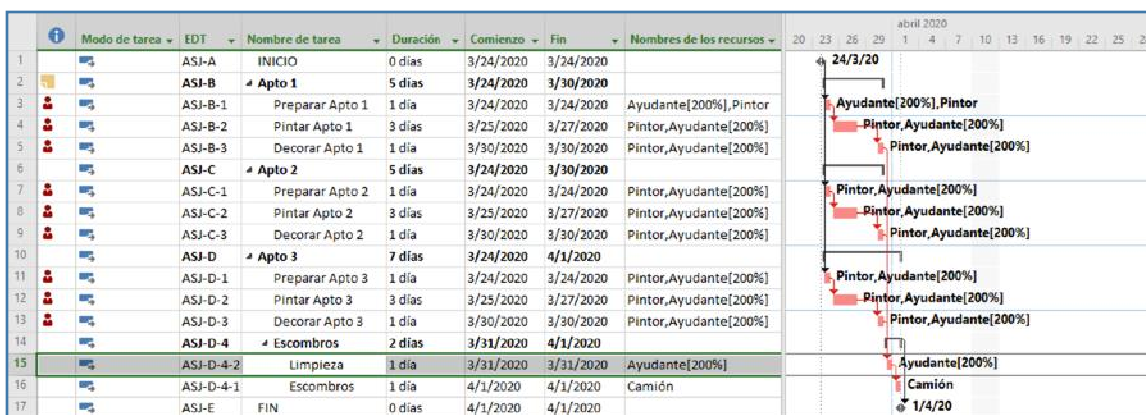 abril 2020
Modo de tarea EDT Nombre de tarea Duración Comienzo Fin Nombres de los recursos 20 23 26 29 1 4 7 10 13 16 19 22 25
1 ASJ-A INICIO 0 días 3/24/2020 3/24/2020 24/3/20
2 ASJ-B Apto 1 5 días 3/24/2020 3/30/2020
3 ASJ-B-1 Preparar Apto 1 1 día 3/24/2020 3/24/2020 Ayudante[200%],Pintor Ayudante[200%],Pintor
4 ASJ-B-2 Pintar Apto 1 3 días 3/25/2020 3/27/2020 Pintor,Ayudante[200%] Pintor,Ayudante[200%]
5 ASJ-B-3 Decorar Apto 1 1 día 3/30/2020 3/30/2020 Pintor,Ayudante[200%] Pintor,Ayudante[200%]
6 ASJ-C Apto 2 5 días 3/24/2020 3/30/2020
7 ASJ-C-1 Preparar Apto 2 1 día 3/24/2020 3/24/2020 Pintor,Ayudante[200%] Pintor,Ayudante[200%]
8 ASJ-C-2 Pintar Apto 2 3 días 3/25/2020 3/27/2020 Pintor,Ayudante[200%] Pintor,Ayudante[200%]
9 ASJ-C-3 Decorar Apto 2 1 día 3/30/2020 3/30/2020 Pintor,Ayudante[200%] Pintor,Ayudante[200%]
10 ASJ-D Apto 3 7 días 3/24/2020 4/1/2020
11 ASJ-D-1 Preparar Apto 3 1 día 3/24/2020 3/24/2020 Pintor,Ayudante[200%] Pintor,Ayudante[200%]
12 ASJ-D-2 Pintar Apto 3 3 días 3/25/2020 3/27/2020 Pintor,Ayudante[200%] Pintor,Ayudante[200%]
13 ASJ-D-3 Decorar Apto 3 1 día 3/30/2020 3/30/2020 Pintor,Ayudante[200%] Pintor,Ayudante[200%]
14 ASJ-D-4 Escombros 2 días 3/31/2020 4/1/2020
15 ASJ-D-4-2 Limpieza 1 día 3/31/2020 3/31/2020 Ayudante[200%] Ayudante[200%]
16 ASJ-D-4-1 Escombros 1 día 4/1/2020 4/1/2020 Camión Camión
17 ASJ-E FIN 0 días 4/1/2020 4/1/2020 1/4/20